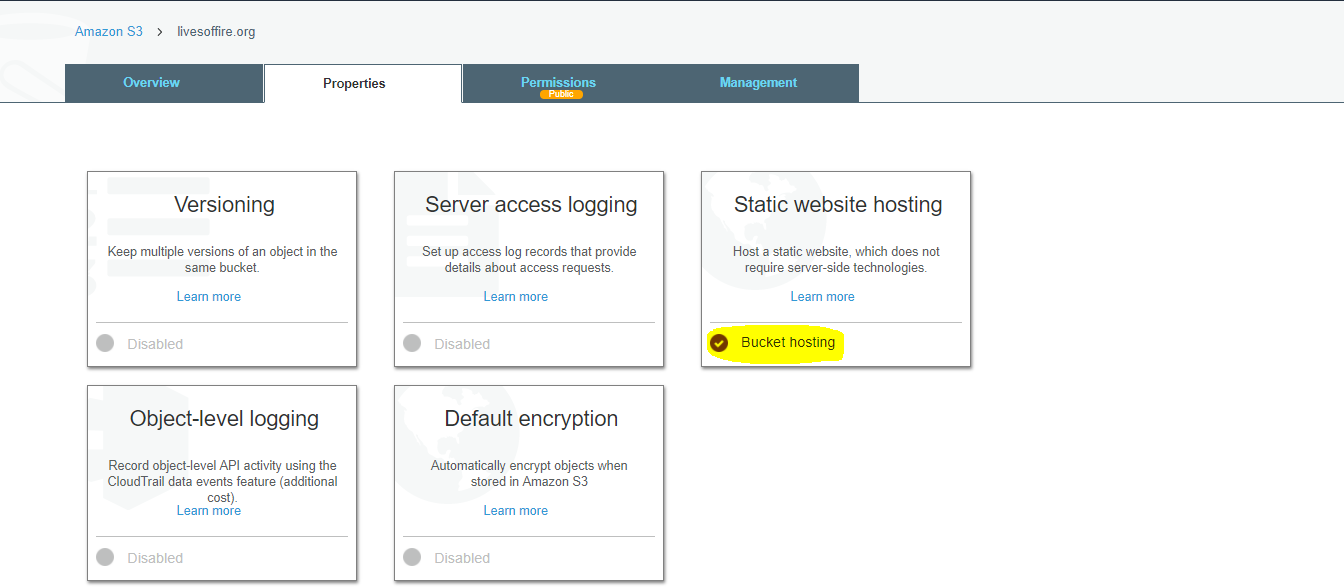 Amazon S3 > livesoffire.org
Overview
Properties
Permissions
Public
Management
Versioning
Keep multiple versions of an object in the
same bucket.
Learn more
Disabled
Server access logging
Set up access log records that provide
details about access requests.
Learn more
Disabled
Static website hosting
Host a static website, which does not
require server-side technologies.
Learn more
Bucket hosting
Object-level logging
Record object-level API activity using the
CloudTrail data events feature (additional
cost).
Learn more
Disabled
Default encryption
Automatically encrypt objects when
stored in Amazon S3
Learn more
Disabled